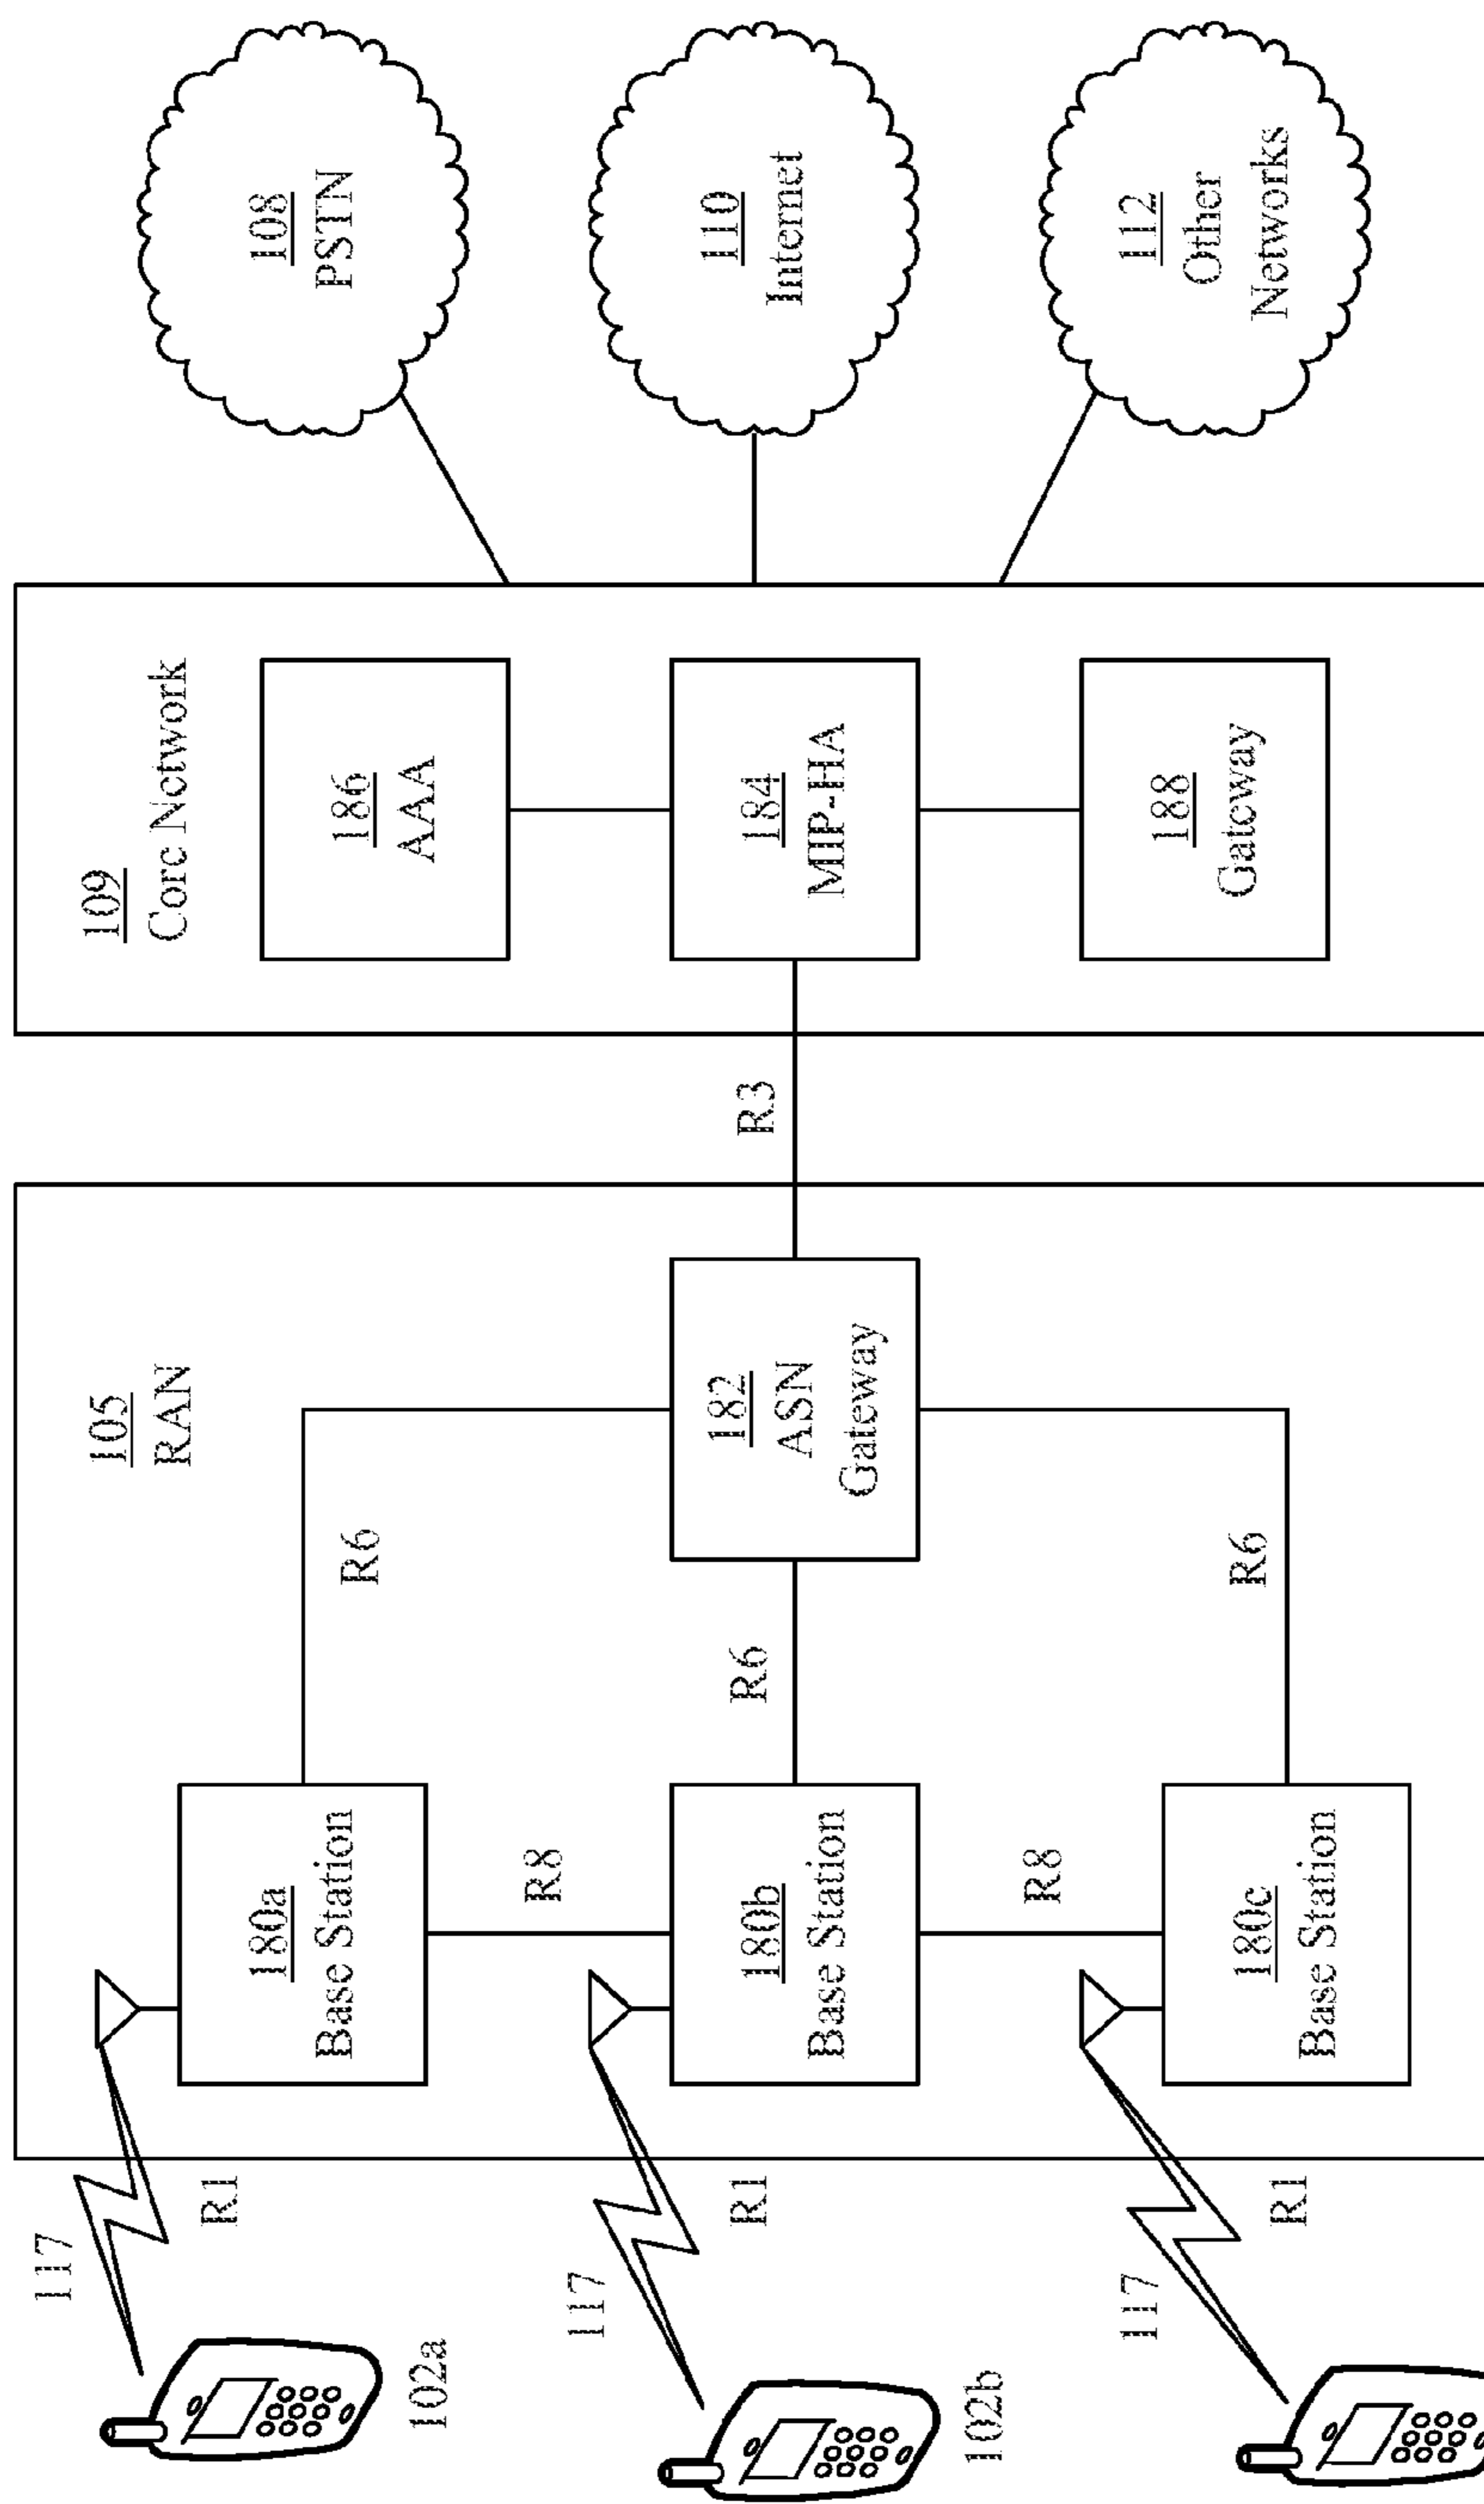 117
R1
102a
117
R1
102b
117
R1
105
RAN
180a
Base Station
R8
180b
Base Station
R8
180c
Base Station
R6
R6
R6
182
ASN
Gateway
R3
109
Core Network
186
AAA
184
MIP-HA
188
Gateway
108
PSTN
110
Internet
112
Other
Networks